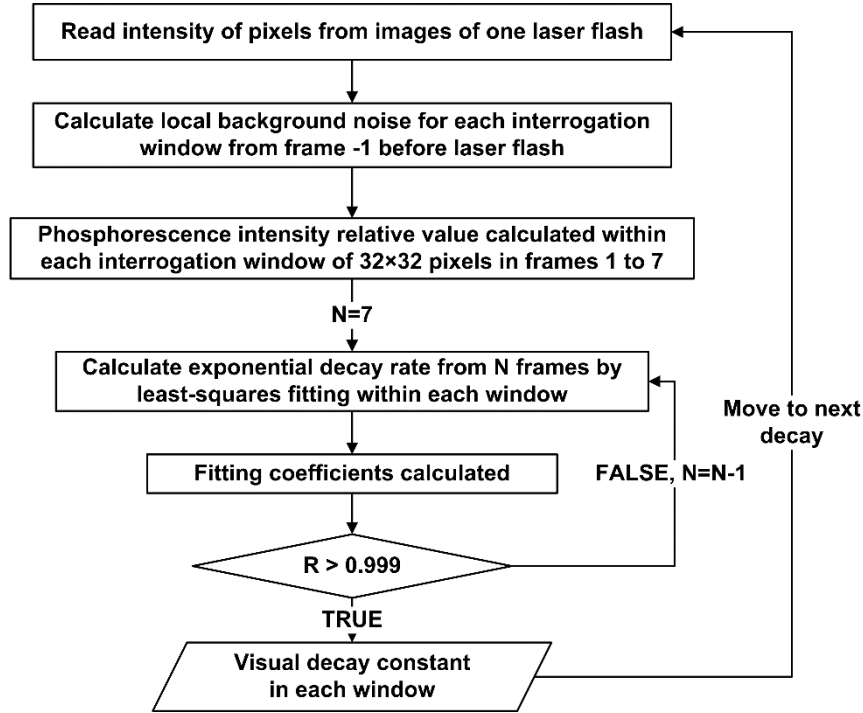 Read intensity of pixels from images of one laser flash
Calculate local background noise for each interrogation
window from frame -1 before laser flash
Phosphorescence intensity relative value calculated within
each interrogation window of 32×32 pixels in frames 1 to 7
N=7
Calculate exponential decay rate from N frames by
least-squares fitting within each window
Move to next
decay
Fitting coefficients calculated
FALSE, N=N-1
R > 0.999
TRUE
Visual decay constant
in each window